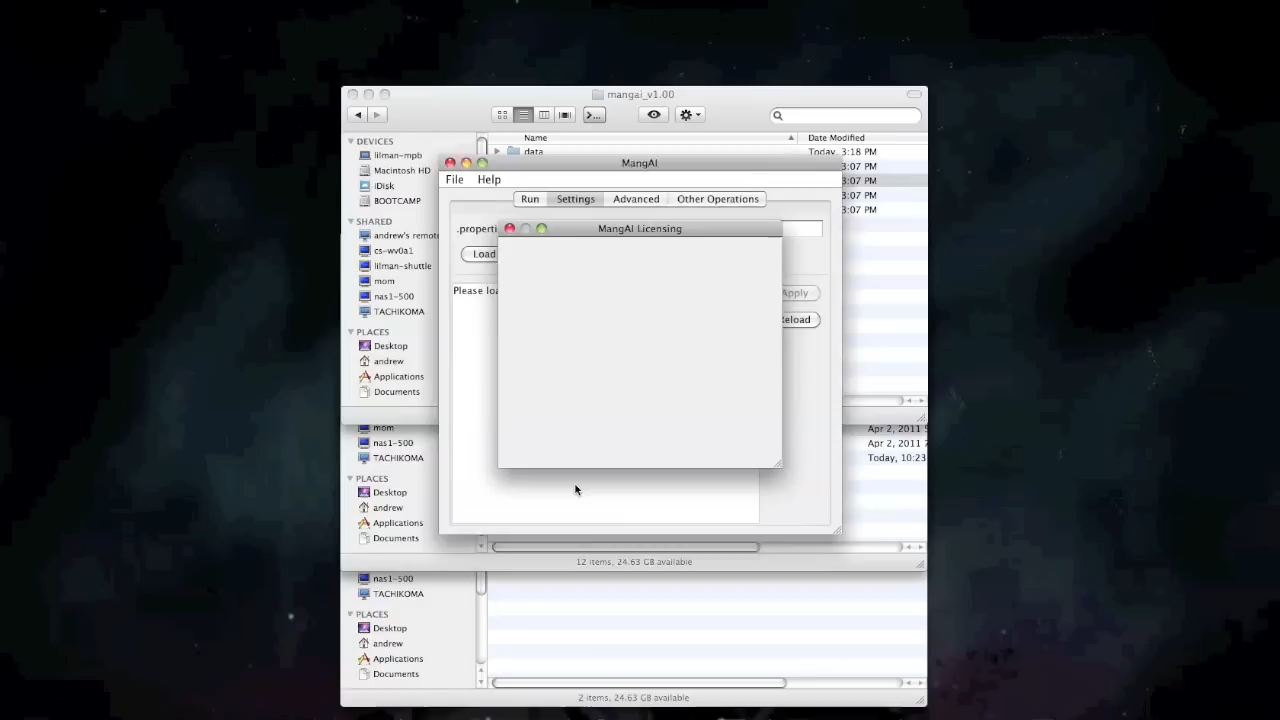 mangai_v1.00
DEVICES
lilman-mpb
Macintosh HD
iDisk
BOOTCAMP
SHARED
andrew's remot
cs-wv0a1
lilman-shuttle
mom
nas1-500
TACHIKOMA
PLACES
Desktop
andrew
Applications
Documents
Name
Date Modified
data
Today, 3:18 PM
3:07 PM
3:07 PM
3:07 PM
3:07 PM
MangAI
File Help
Run Settings Advanced Other Operations
.properti
Load
Please loa
Apply
Reload
MangAI Licensing
mom
nas1-500
TACHIKOMA
PLACES
Desktop
andrew
Applications
Documents
Apr 2, 2011
Apr 2, 2011
Today, 10:23
12 items, 24.63 GB available
nas1-500
TACHIKOMA
PLACES
Desktop
andrew
Applications
Documents
2 items, 24.63 GB available